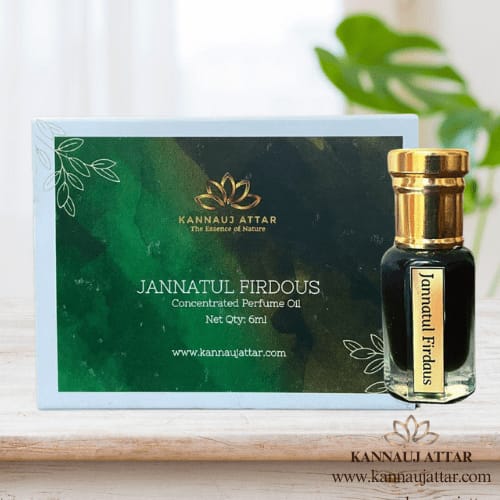 KANNAUJ ATTAR
The Essence of Nature
JANNATUL FIRDOUS
Concentrated Perfume Oil
Net Qty: 6ml
www.kannaujattar.com
Jannatul Firdaus
KANNAUJ ATTAR
www.kannaujattar.com